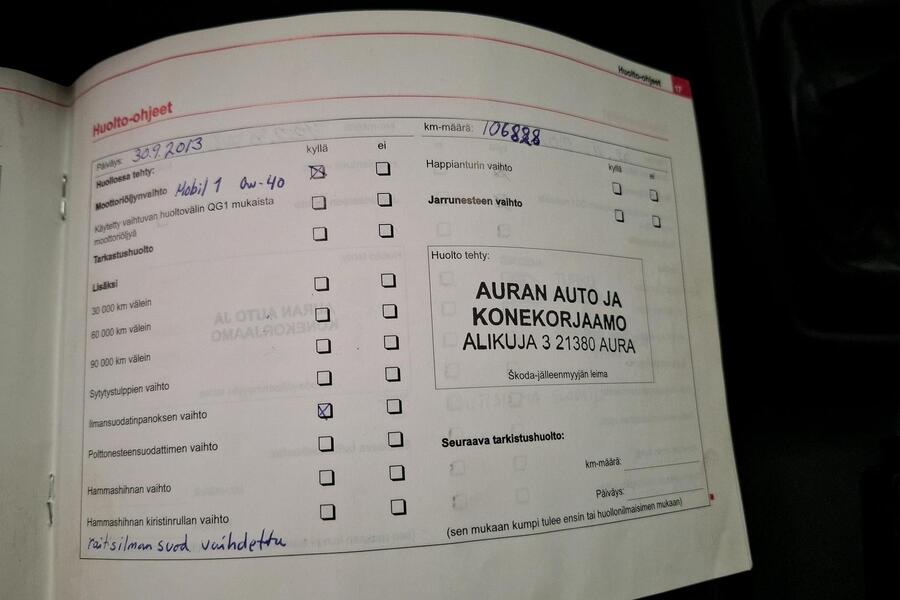 Huolto-ohjeet
17
Huolto-ohjeet
Päiväys: 30.9.2013
km-määrä: 106828
Huollossa tehty:
kyllä ei
Moottoriöljynvaihto Mobil 1 0w-40
Käytetty vaihtuvan huoltovälin QG1 mukaista
moottoriöljyä
Tarkastushuolto
Lisäksi
30 000 km välein
60 000 km välein
90 000 km välein
Sytytystulppien vaihto
Ilmansuodatinpanoksen vaihto
Polttonesteensuodattimen vaihto
Hammashihnan vaihto
Hammashihnan kiristinrullan vaihto
raitsilman suod vaihdettu
kyllä ei
Happianturin vaihto
Jarrunesteen vaihto
Huolto tehty:
AURAN AUTO JA
KONEKORJAAMO
ALIKUJA 3 21380 AURA
Škoda-jälleenmyyjän leima
Seuraava tarkistushuolto:
km-määrä:
Päiväys:
(sen mukaan kumpi tulee ensin tai huollonilmaisimen mukaan)